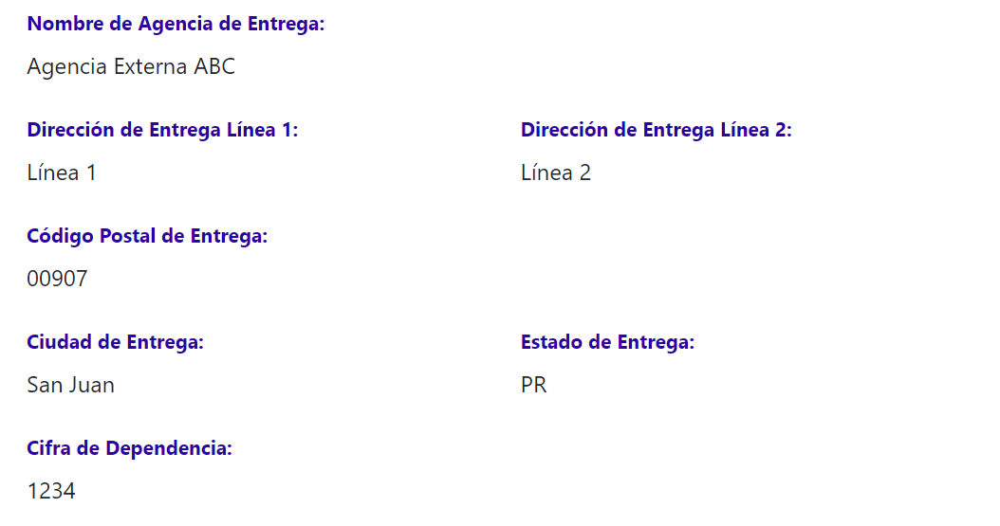 Nombre de Agencia de Entrega:
Agencia Externa ABC
Dirección de Entrega Línea 1: Dirección de Entrega Línea 2:
Línea 1 Línea 2
Código Postal de Entrega:
00907
Ciudad de Entrega: Estado de Entrega:
San Juan PR
Cifra de Dependencia:
1234